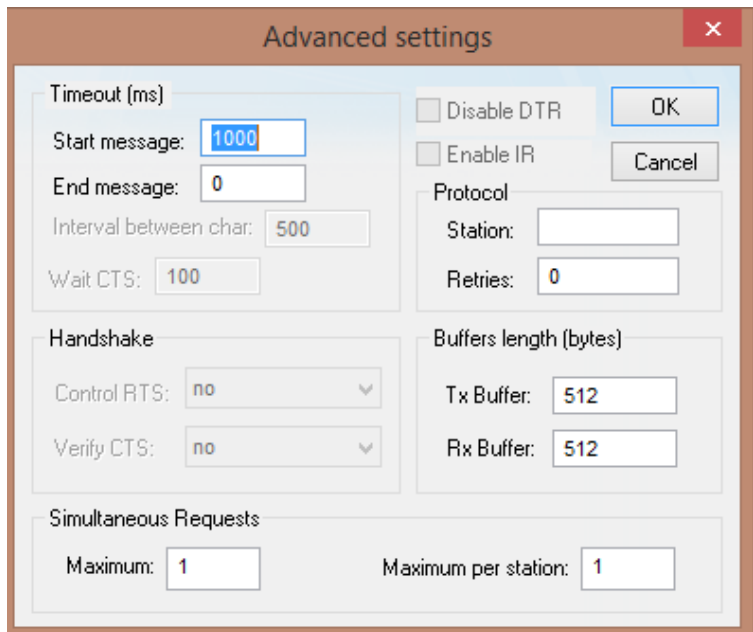 Advanced settings
Timeout (ms)
Start message: 1000
End message: 0
Interval between char: 500
Wait CTS: 100
Disable DTR
Enable IR
OK
Cancel
Protocol
Station:
Retries: 0
Handshake
Control RTS: no
Verify CTS: no
Buffers length (bytes)
Tx Buffer: 512
Rx Buffer: 512
Simultaneous Requests
Maximum: 1
Maximum per station: 1